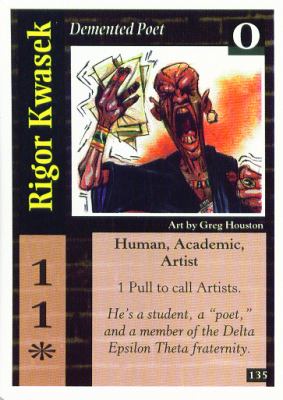 Demented Poet
O
Rigor Kwasek
Art by Greg Houston
Human, Academic,
Artist
1 Pull to call Artists.
He's a student, a "poet,"
and a member of the Delta
Epsilon Theta fraternity.
1
1
*
135